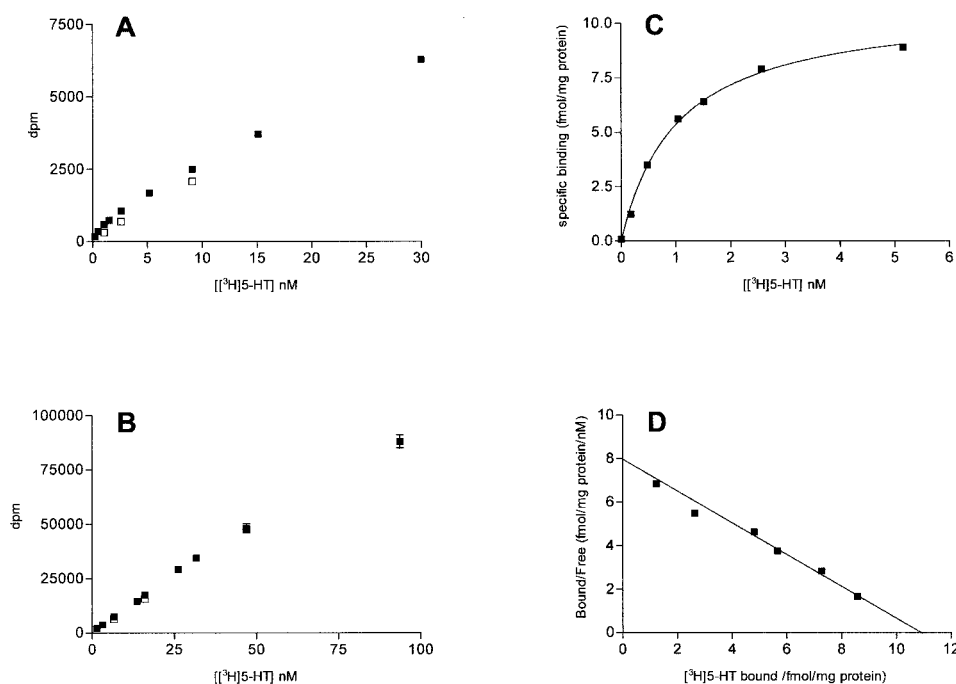 A
7500
5000
2500
0
dpm
0 5 10 15 20 25 30
[[³H]5-HT] nM
C
10.0
7.5
5.0
2.5
0.0
specific binding (fmol/mg protein)
0 1 2 3 4 5 6
[[³H]5-HT] nM
B
100000
75000
50000
25000
0
dpm
0 25 50 75 100
[[³H]5-HT] nM
D
10
8
6
4
2
0
Bound/Free (fmol/mg protein/nM)
0 2 4 6 8 10 12
[³H]5-HT bound /fmol/mg protein)